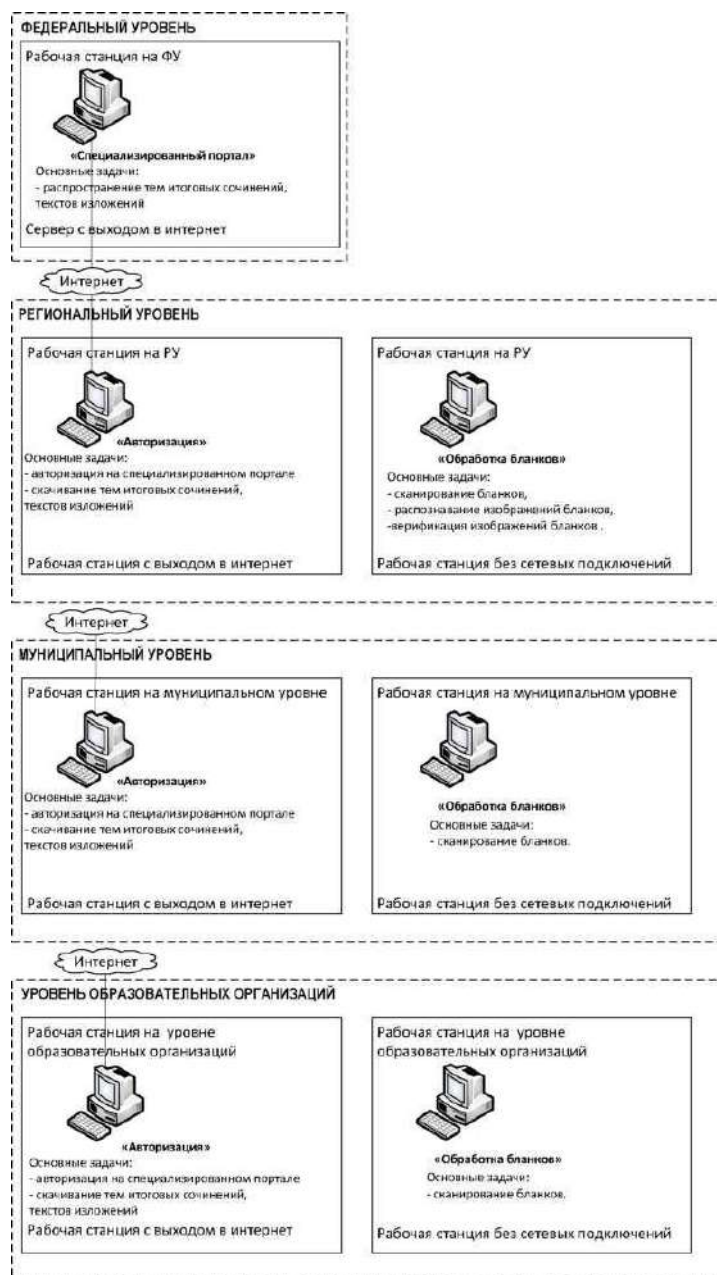 ФЕДЕРАЛЬНЫЙ УРОВЕНЬ
Рабочая станция на ФУ
«Специализированный портал»
Основные задачи:
- распространение тем итоговых сочинений,
текстов изложений
Сервер с выходом в интернет
Интернет
РЕГИОНАЛЬНЫЙ УРОВЕНЬ
Рабочая станция на РУ
«Авторизация»
Основные задачи:
- авторизация на специализированном портале
- скачивание тем итоговых сочинений,
текстов изложений
Рабочая станция с выходом в интернет
Рабочая станция на РУ
«Обработка бланков»
Основные задачи:
- сканирование бланков,
- распознавание изображений бланков,
-верификация изображений бланков .
Рабочая станция без сетевых подключений
Интернет
МУНИЦИПАЛЬНЫЙ УРОВЕНЬ
Рабочая станция на муниципальном уровне
«Авторизация»
Основные задачи:
- авторизация на специализированном портале
- скачивание тем итоговых сочинений,
текстов изложений
Рабочая станция с выходом в интернет
Рабочая станция на муниципальном уровне
«Обработка бланков»
Основные задачи:
- сканирование бланков.
Рабочая станция без сетевых подключений
Интернет
УРОВЕНЬ ОБРАЗОВАТЕЛЬНЫХ ОРГАНИЗАЦИЙ
Рабочая станция на уровне
образовательных организаций
«Авторизация»
Основные задачи:
- авторизация на специализированном портале
- скачивание тем итоговых сочинений,
текстов изложений
Рабочая станция с выходом в интернет
Рабочая станция на уровне
образовательных организаций
«Обработка бланков»
Основные задачи:
- сканирование бланков.
Рабочая станция без сетевых подключений